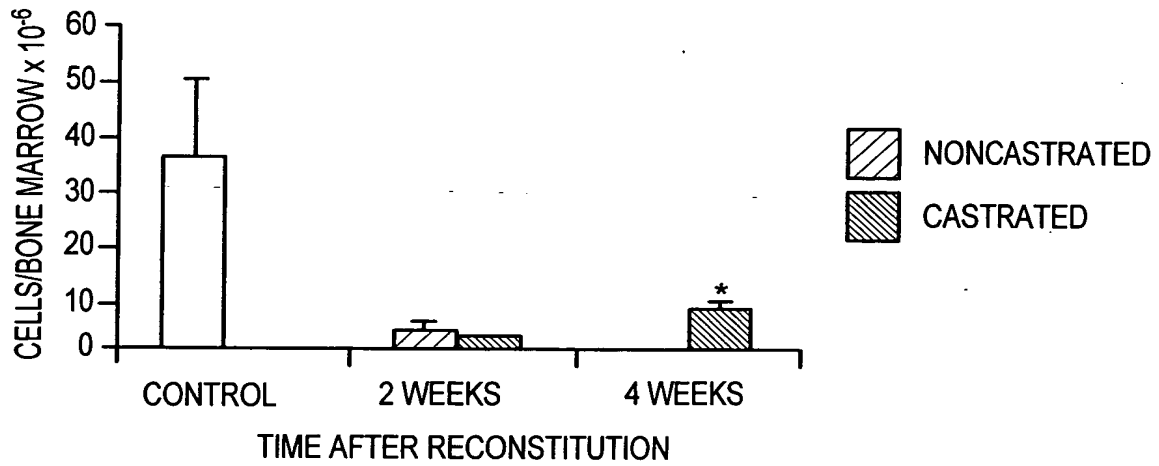 CELLS/BONE MARROW x 10-6
60
50
40
30
20
10
0
*
CONTROL
2 WEEKS
4 WEEKS
TIME AFTER RECONSTITUTION
NONCASTRATED
CASTRATED